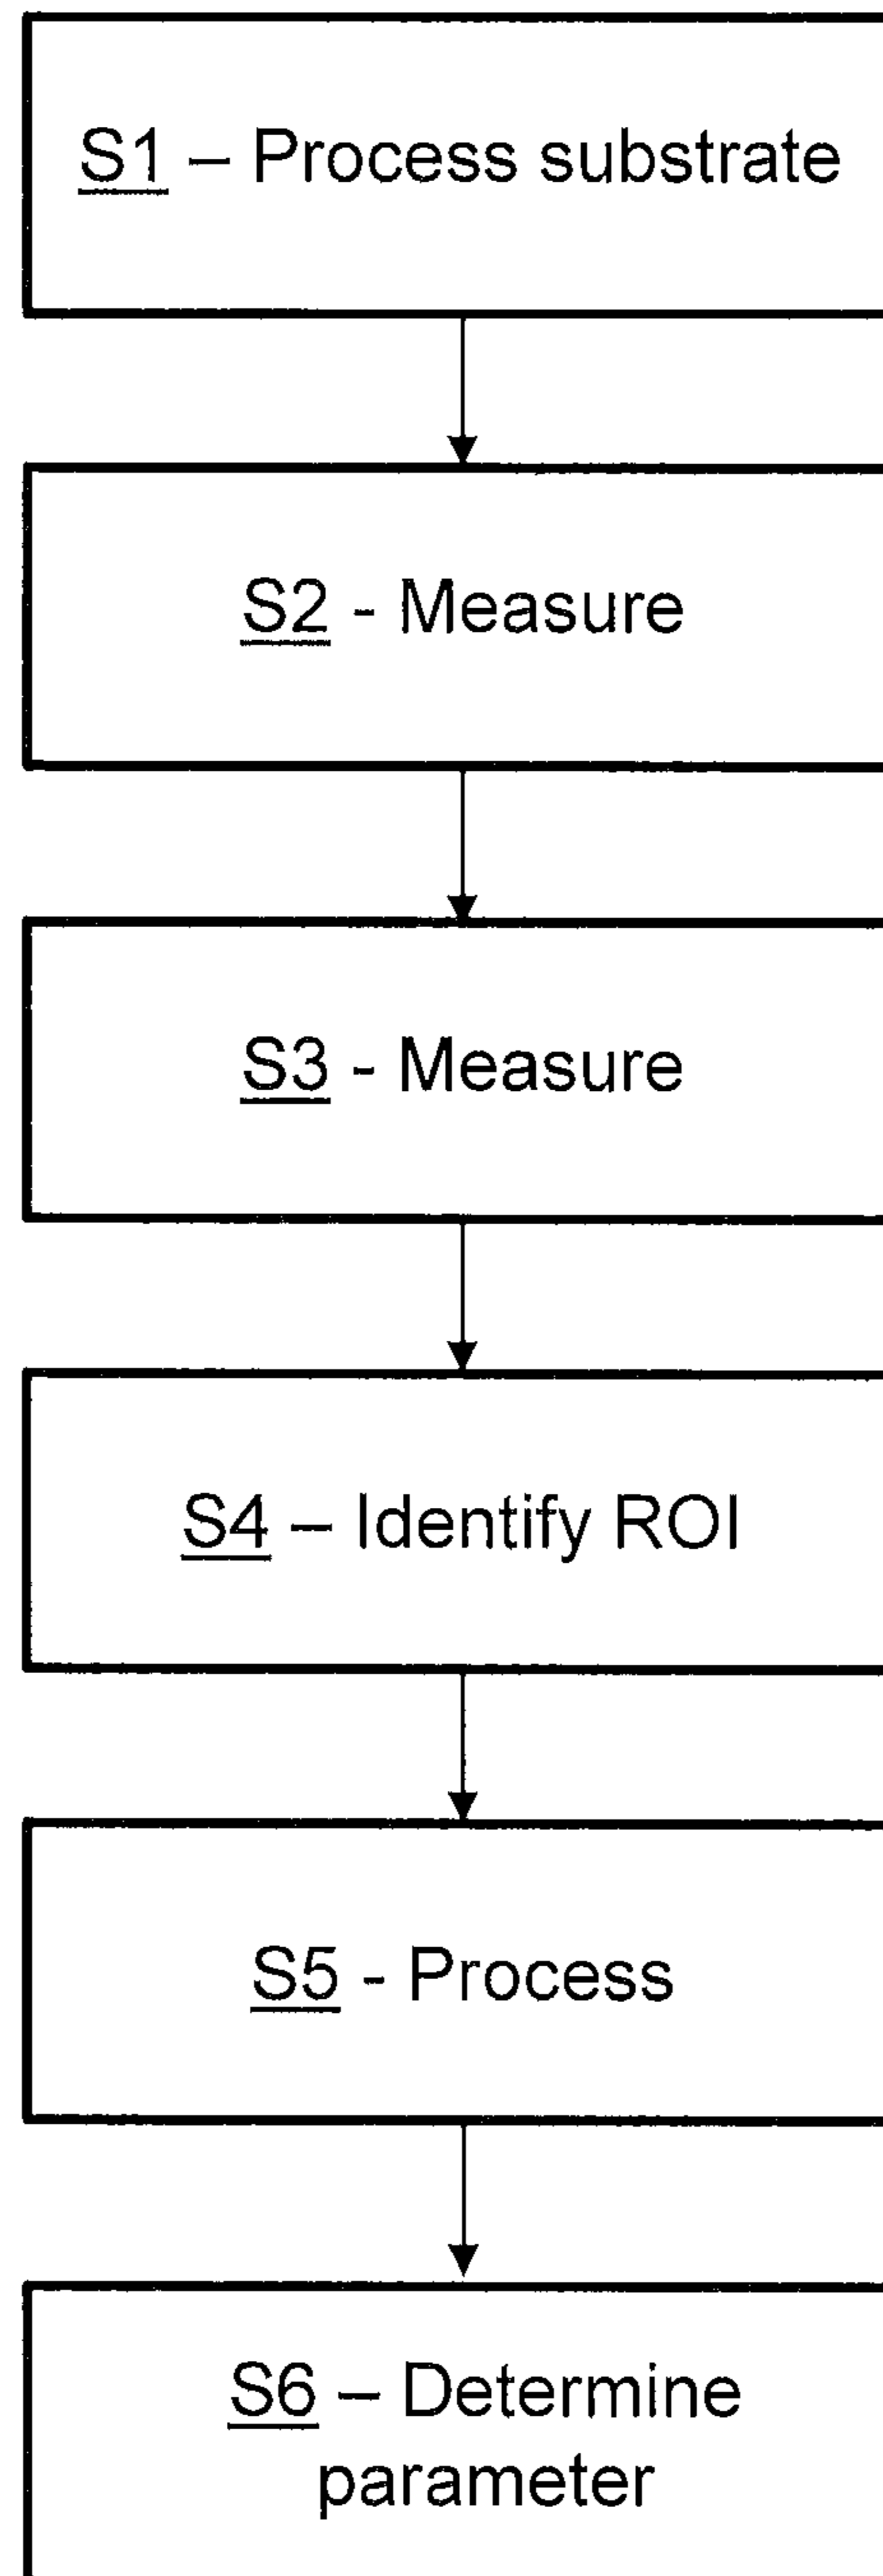 S1 – Process substrate
S2 - Measure
S3 - Measure
S4 – Identify ROI
S5 - Process
S6 – Determine
parameter